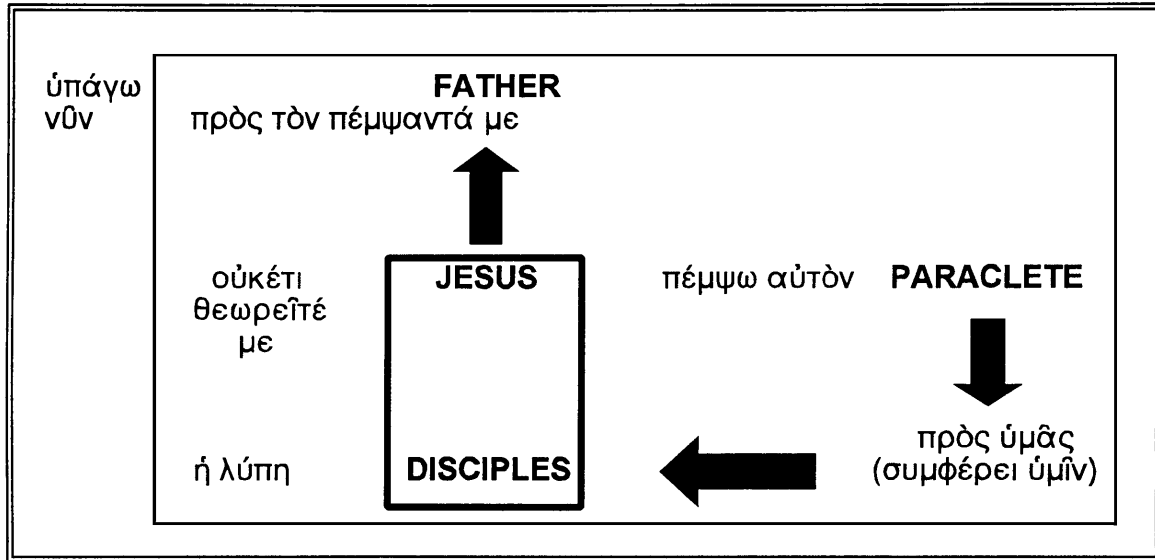 ὑπάγω
νῦν
FATHER
πρὸς τὸν πέμψαντά με
οὐκέτι
θεωρεῖτέ
με
JESUS
πέμψω αὐτὸν
PARACLETE
ἡ λύπη
DISCIPLES
πρὸς ὑμᾶς
(συμφέρει ὑμῖν)